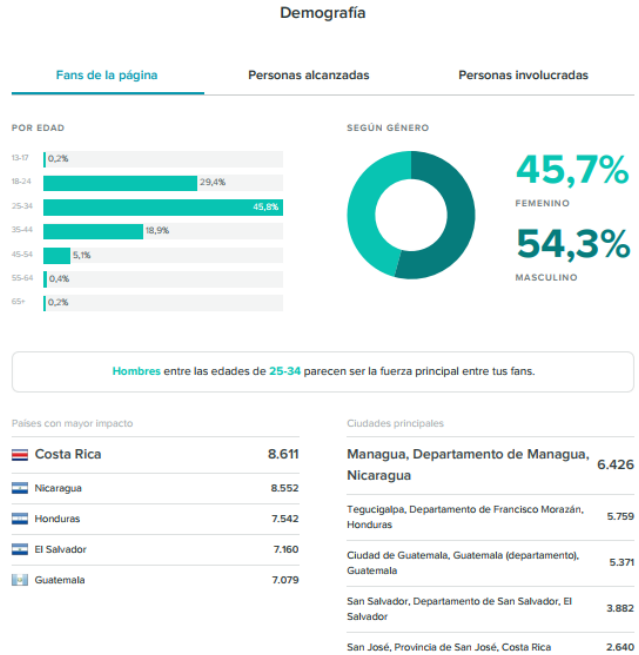 Demografía
Fans de la página
Personas alcanzadas
Personas involucradas
POR EDAD
13-17 0,2%
18-24 29,4%
25-34 45,8%
35-44 18,9%
45-54 5,1%
55-64 0,4%
65+ 0,2%
SEGÚN GÉNERO
45,7%
FEMENINO
54,3%
MASCULINO
Hombres entre las edades de 25-34 parecen ser la fuerza principal entre tus fans.
Países con mayor impacto
Costa Rica 8.611
Nicaragua 8.552
Honduras 7.542
El Salvador 7.160
Guatemala 7.079
Ciudades principales
Managua, Departamento de Managua,
Nicaragua 6.426
Tegucigalpa, Departamento de Francisco Morazán,
Honduras 5.759
Ciudad de Guatemala, Guatemala (departamento),
Guatemala 5.371
San Salvador, Departamento de San Salvador, El
Salvador 3.882
San José, Provincia de San José, Costa Rica 2.640